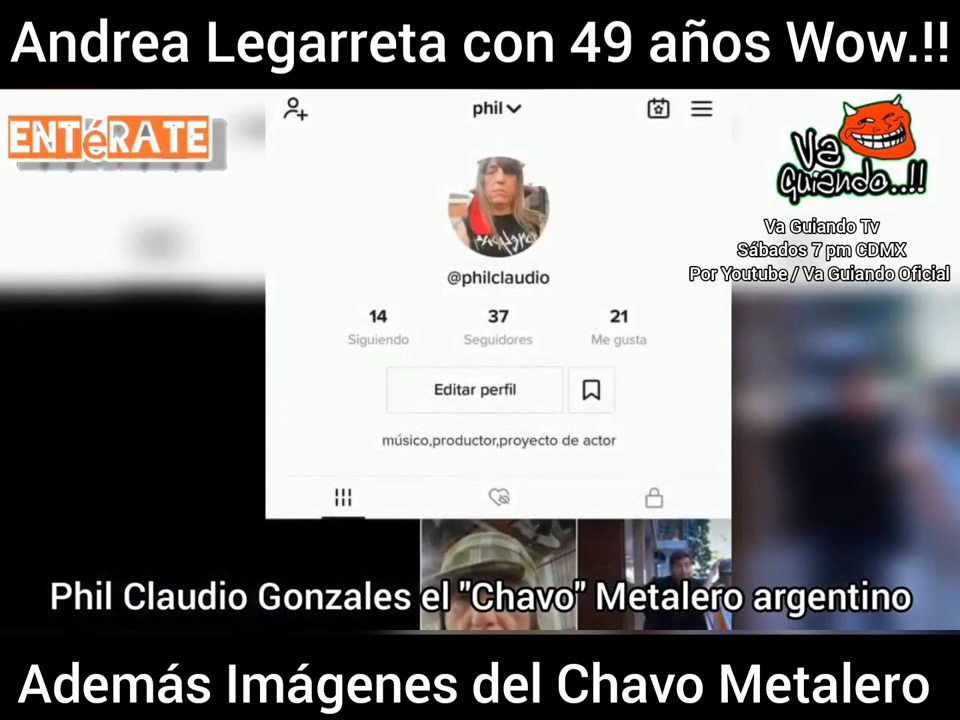 Andrea Legarreta con 49 años Wow.!!
ENTéRATE
phil
Va
Guiando..!!
Va Guiando Tv
Sábados 7 pm CDMX
Por Youtube / Va Guiando Oficial
@philclaudio
14 37 21
Siguiendo Seguidores Me gusta
Editar perfil
músico,productor,proyecto de actor
Phil Claudio Gonzales el "Chavo" Metalero argentino
Además Imágenes del Chavo Metalero